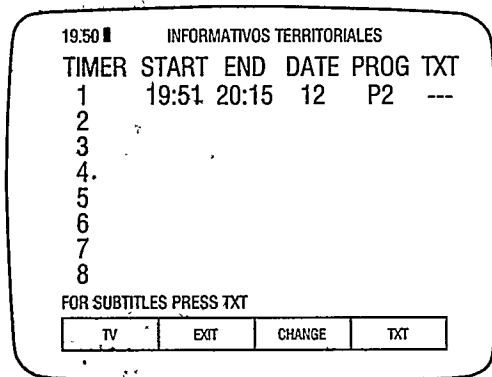 19.50 INFORMATIVOS TERRITORIALES
TIMER START END DATE PROG TXT
1 19:51 20:15 12 P2 ---
2
3
4.
5
6
7
8
FOR SUBTITLES PRESS TXT
TV EXIT CHANGE TXT